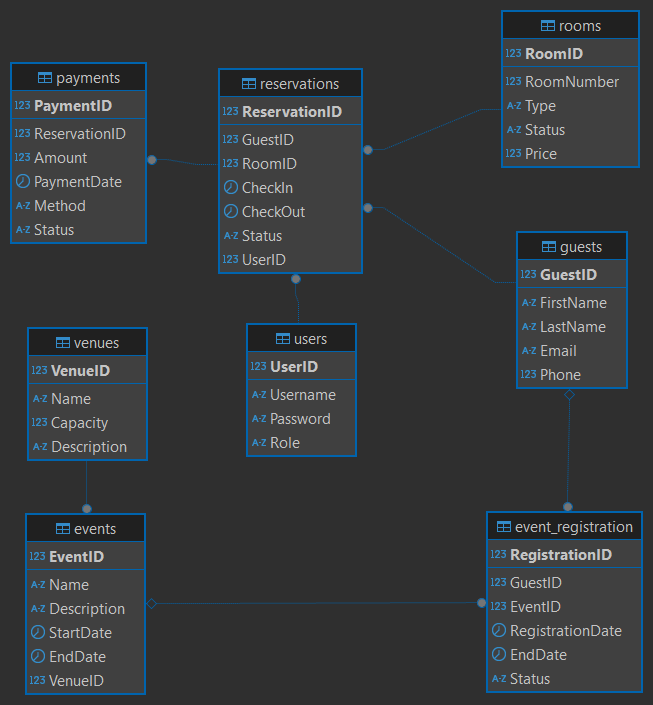 payments
123 PaymentID
123 ReservationID
123 Amount
PaymentDate
A-Z Method
A-Z Status
reservations
123 ReservationID
123 GuestID
123 RoomID
CheckIn
CheckOut
A-Z Status
123 UserID
rooms
123 RoomID
123 RoomNumber
A-Z Type
A-Z Status
123 Price
guests
123 GuestID
A-Z FirstName
A-Z LastName
A-Z Email
123 Phone
venues
123 VenueID
A-Z Name
123 Capacity
A-Z Description
users
123 UserID
A-Z Username
A-Z Password
A-Z Role
events
123 EventID
A-Z Name
A-Z Description
StartDate
EndDate
123 VenueID
event_registration
123 RegistrationID
123 GuestID
123 EventID
RegistrationDate
EndDate
A-Z Status